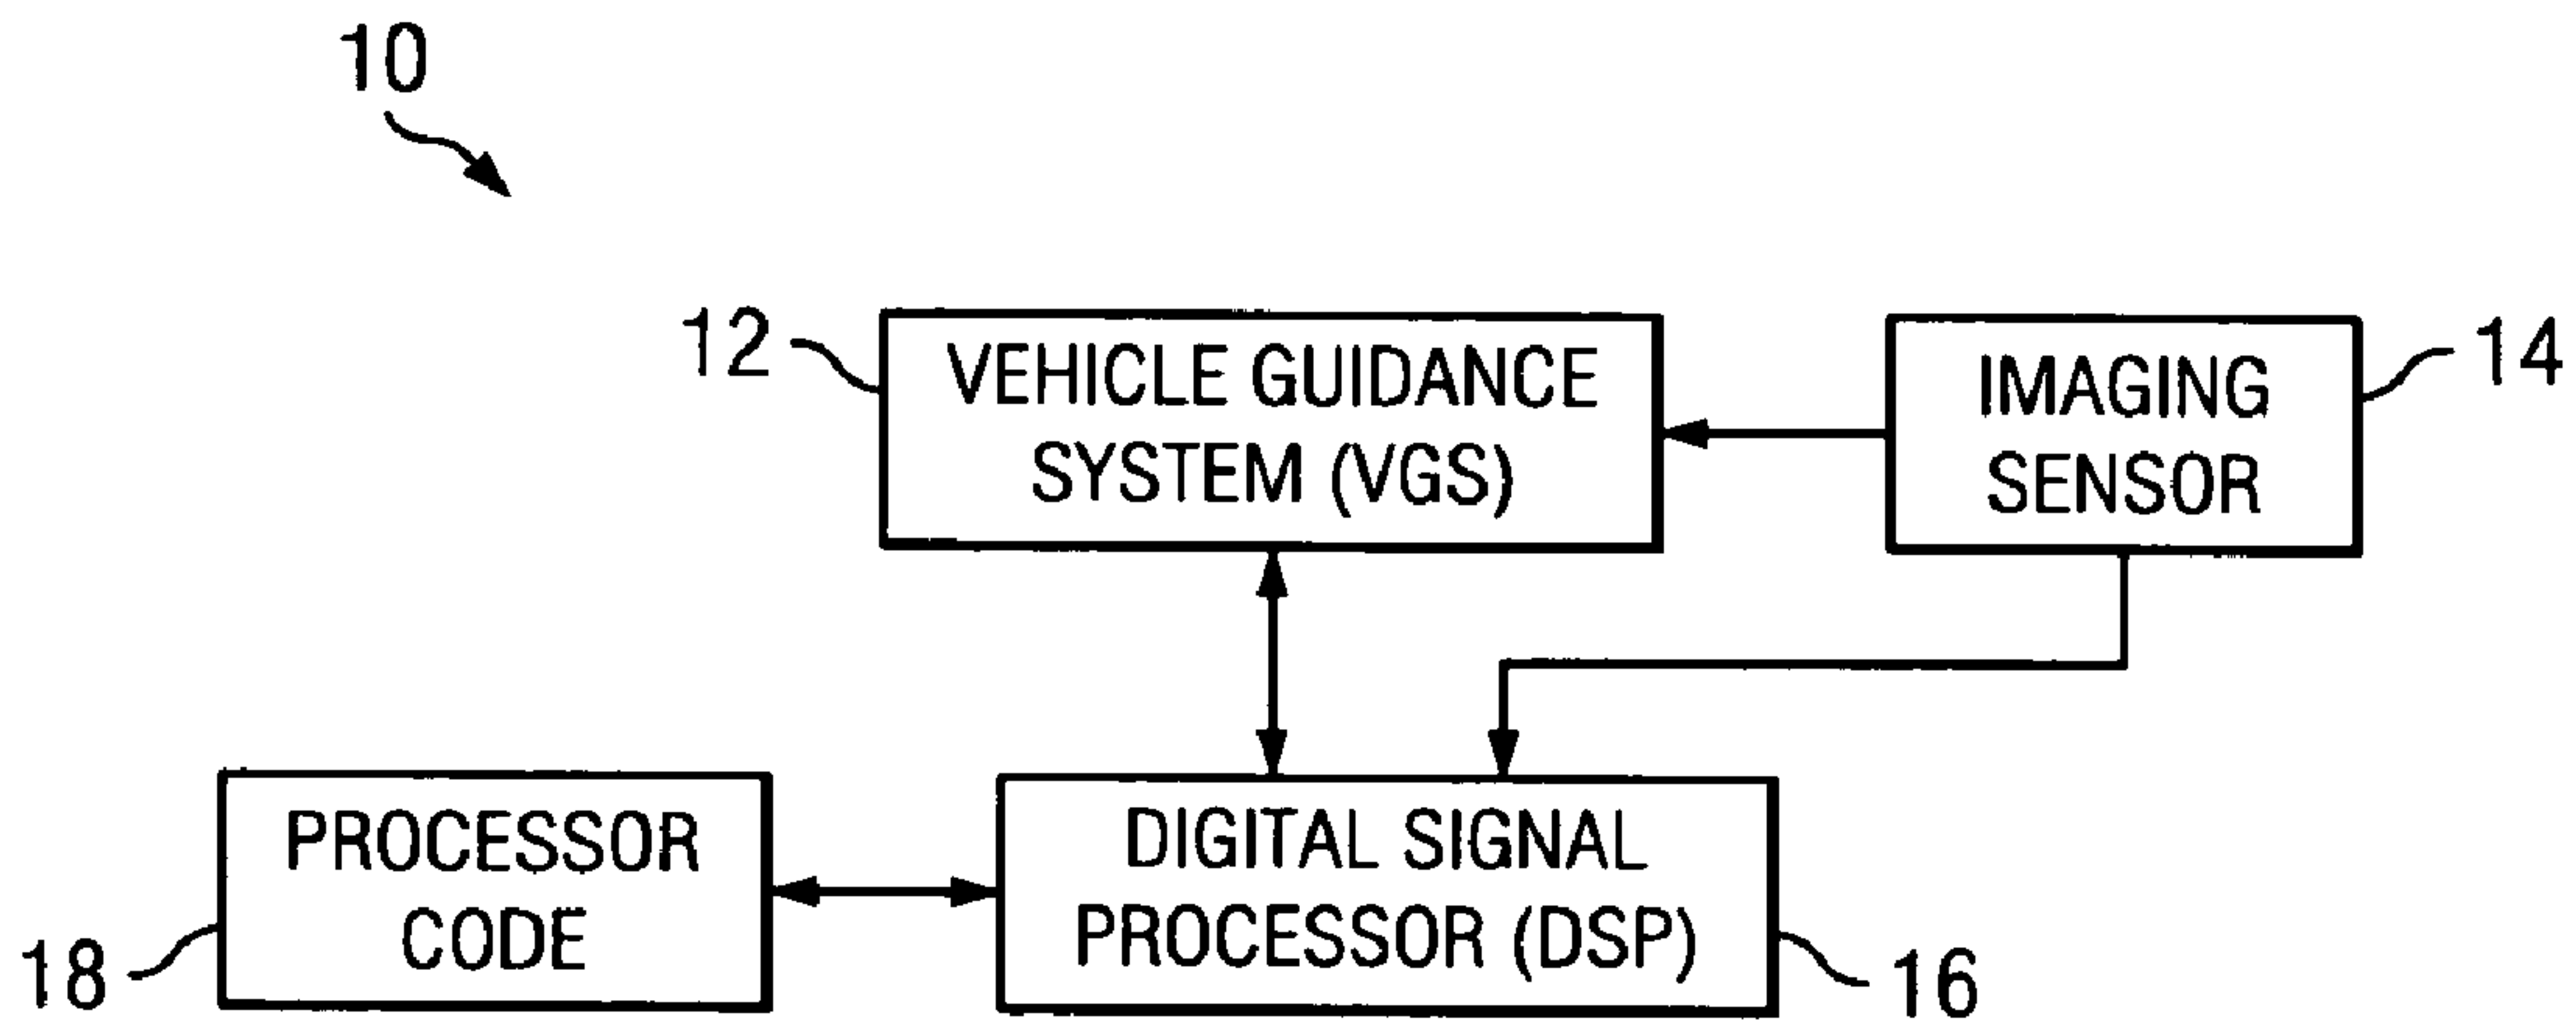 10
12
VEHICLE GUIDANCE
SYSTEM (VGS)
IMAGING
SENSOR
14
PROCESSOR
CODE
18
DIGITAL SIGNAL
PROCESSOR (DSP)
16